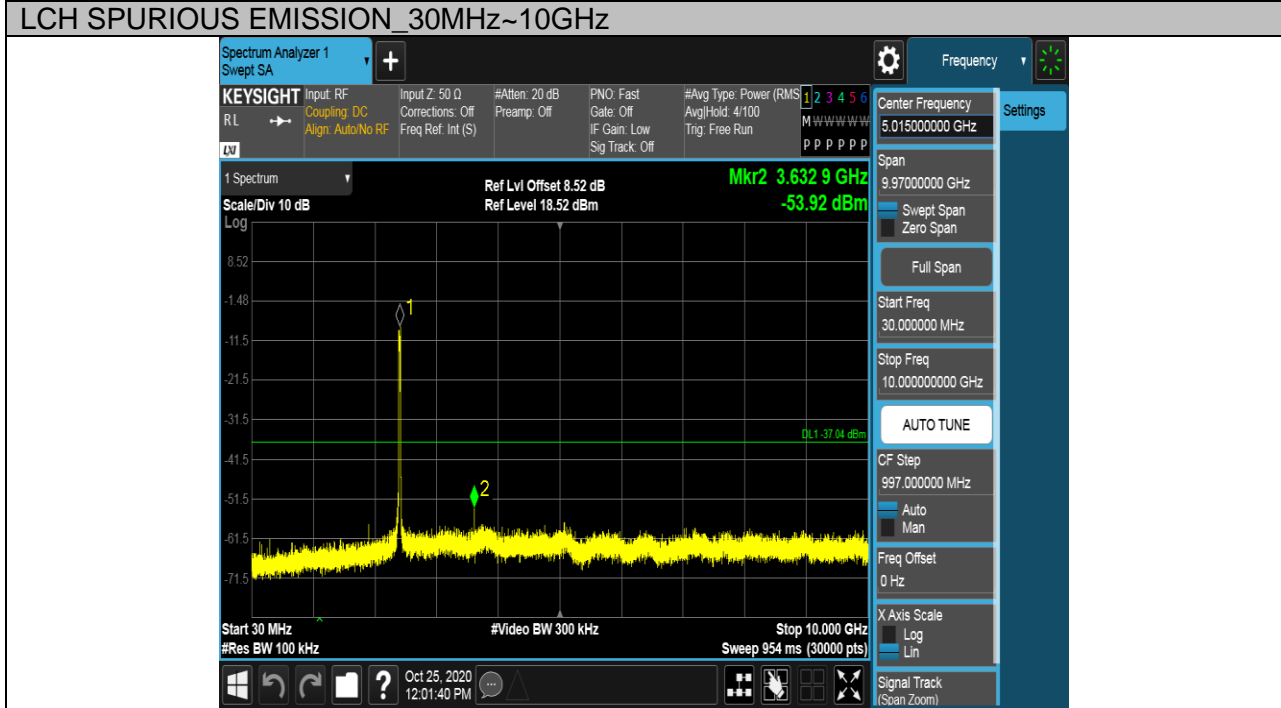 LCH SPURIOUS EMISSION_30MHz~10GHz
Spectrum Analyzer 1
Swept SA
+
Frequency
KEYSIGHT
RL
LXI
Input: RF
Coupling: DC
Align: Auto/No RF
Input Z: 50 Ω
Corrections: Off
Freq Ref: Int (S)
#Atten: 20 dB
Preamp: Off
PNO: Fast
Gate: Off
IF Gain: Low
Sig Track: Off
#Avg Type: Power (RMS
Avg|Hold: 4/100
Trig: Free Run
1 2 3 4 5 6
M W W W W W
P P P P P P
1 Spectrum
Scale/Div 10 dB
Ref Lvl Offset 8.52 dB
Ref Level 18.52 dBm
Mkr2 3.632 9 GHz
-53.92 dBm
Log
8.52
-1.48
-11.5
-21.5
-31.5
-41.5
-51.5
-61.5
-71.5
1
2
DL1 -37.04 dBm
Start 30 MHz
#Res BW 100 kHz
#Video BW 300 kHz
Stop 10.000 GHz
Sweep 954 ms (30000 pts)
Center Frequency
5.015000000 GHz
Settings
Span
9.97000000 GHz
Swept Span
Zero Span
Full Span
Start Freq
30.000000 MHz
Stop Freq
10.000000000 GHz
AUTO TUNE
CF Step
997.000000 MHz
Auto
Man
Freq Offset
0 Hz
X Axis Scale
Log
Lin
Signal Track
(Span Zoom)
?
Oct 25, 2020
12:01:40 PM